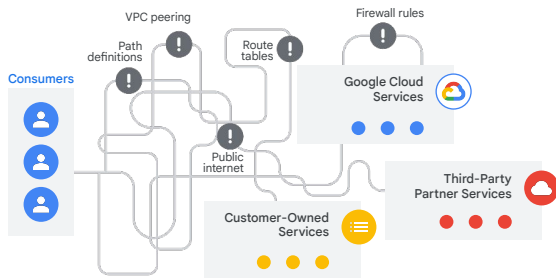 VPC peering
Firewall rules
Path
definitions
Route
tables
Consumers
Google Cloud
Services
Public
internet
Third-Party
Partner Services
Customer-Owned
Services